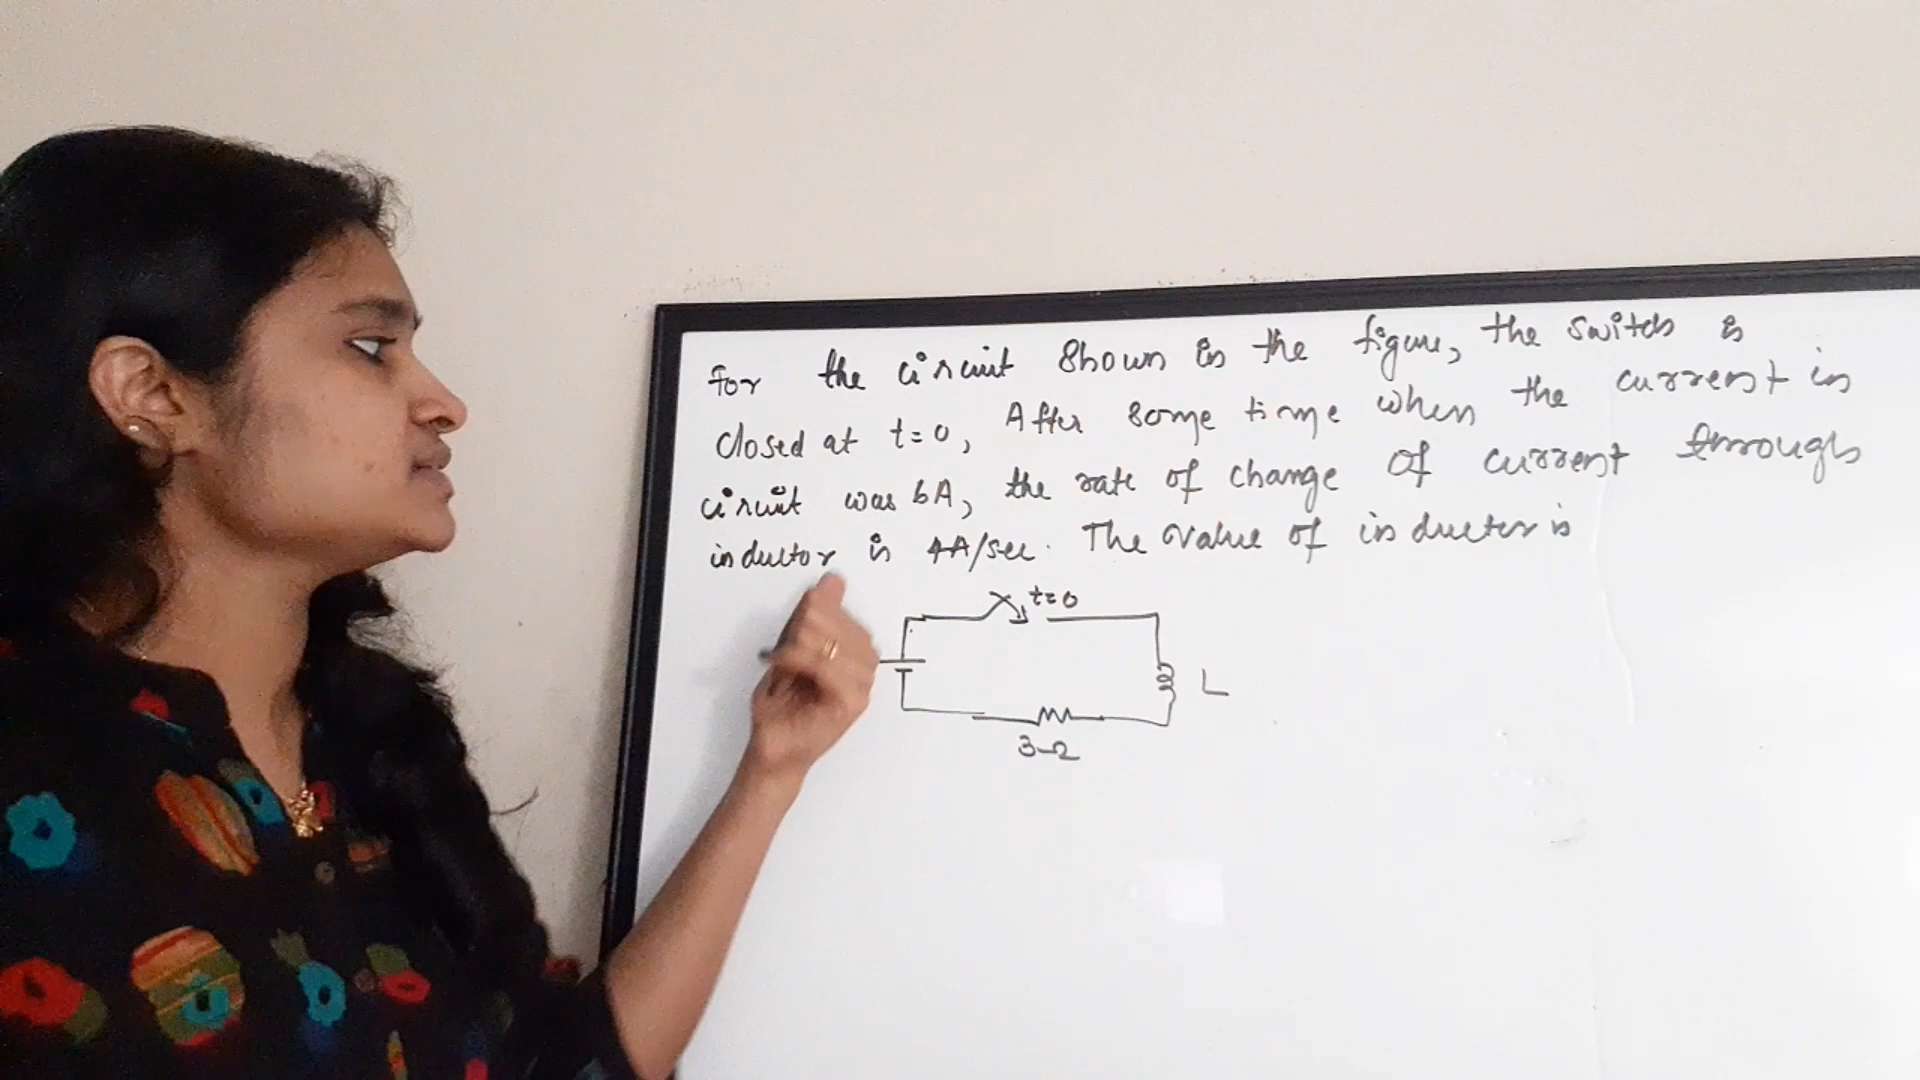 For the circuit shown in the figure, the switch is
closed at t=0, After some time when the current in
circuit was 6A, the rate of change of current through
inductor is 4A/sec. The value of inductor is
t=0
L
3Ω